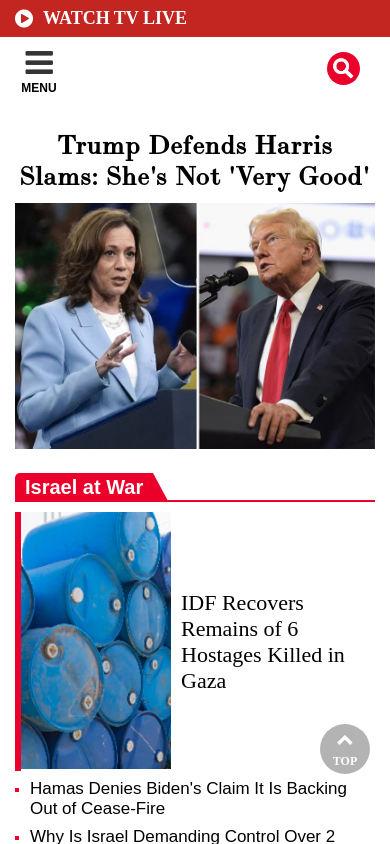 WATCH TV LIVE
MENU
Trump Defends Harris
Slams: She's Not 'Very Good'
Israel at War
IDF Recovers
Remains of 6
Hostages Killed in
Gaza
TOP
Hamas Denies Biden's Claim It Is Backing
Out of Cease-Fire
Why Is Israel Demanding Control Over 2